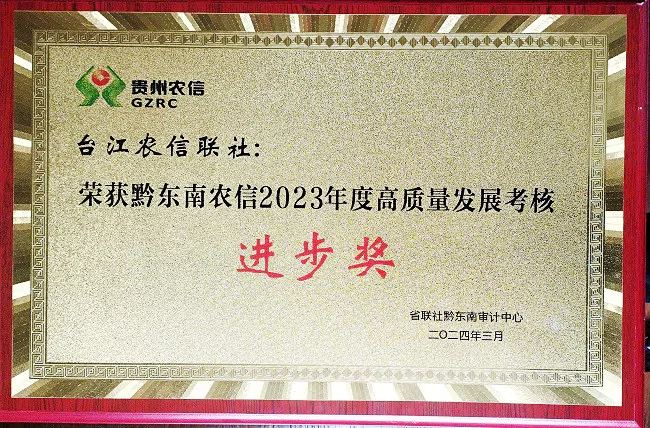 贵州农信
GZRC
台江农信联社:
荣获黔东南农信2023年度高质量发展考核
进步奖
省联社黔东南审计中心
二〇二四年三月